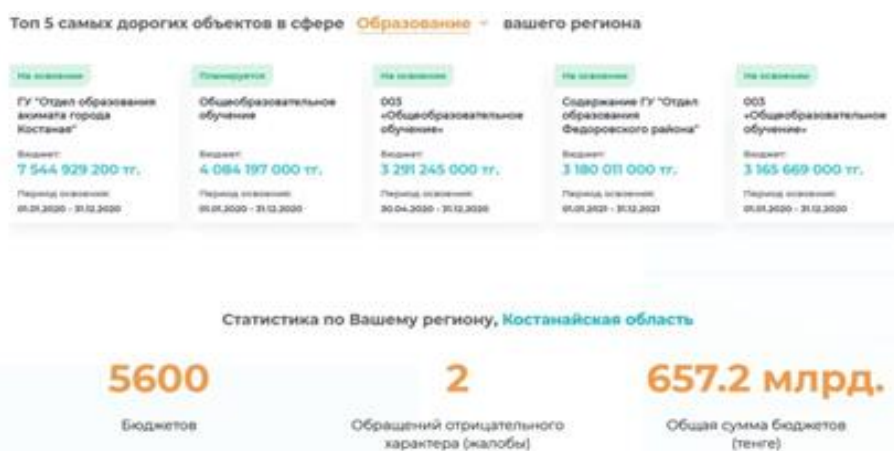 Топ 5 самых дорогих объектов в сфере Образование вашего региона
На освоении
ГУ "Отдел образования
акимата города
Костаная"
Бюджет:
7 544 929 200 тг.
Период освоения:
01.01.2020 - 31.12.2020
Планируется
Общеобразовательное
обучение
Бюджет:
4 084 197 000 тг.
Период освоения:
01.01.2020 - 31.12.2020
На освоении
003
«Общеобразовательное
обучение»
Бюджет:
3 291 245 000 тг.
Период освоения:
30.04.2020 - 31.12.2020
На освоении
Содержание ГУ "Отдел
образования
Федоровского района"
Бюджет:
3 180 011 000 тг.
Период освоения:
01.01.2021 - 31.12.2021
На освоении
003
«Общеобразовательное
обучение»
Бюджет:
3 165 669 000 тг.
Период освоения:
01.01.2020 - 31.12.2020
Статистика по Вашему региону, Костанайская область
5600
Бюджетов
2
Обращений отрицательного
характера (жалобы)
657.2 млрд.
Общая сумма бюджетов
(тенге)